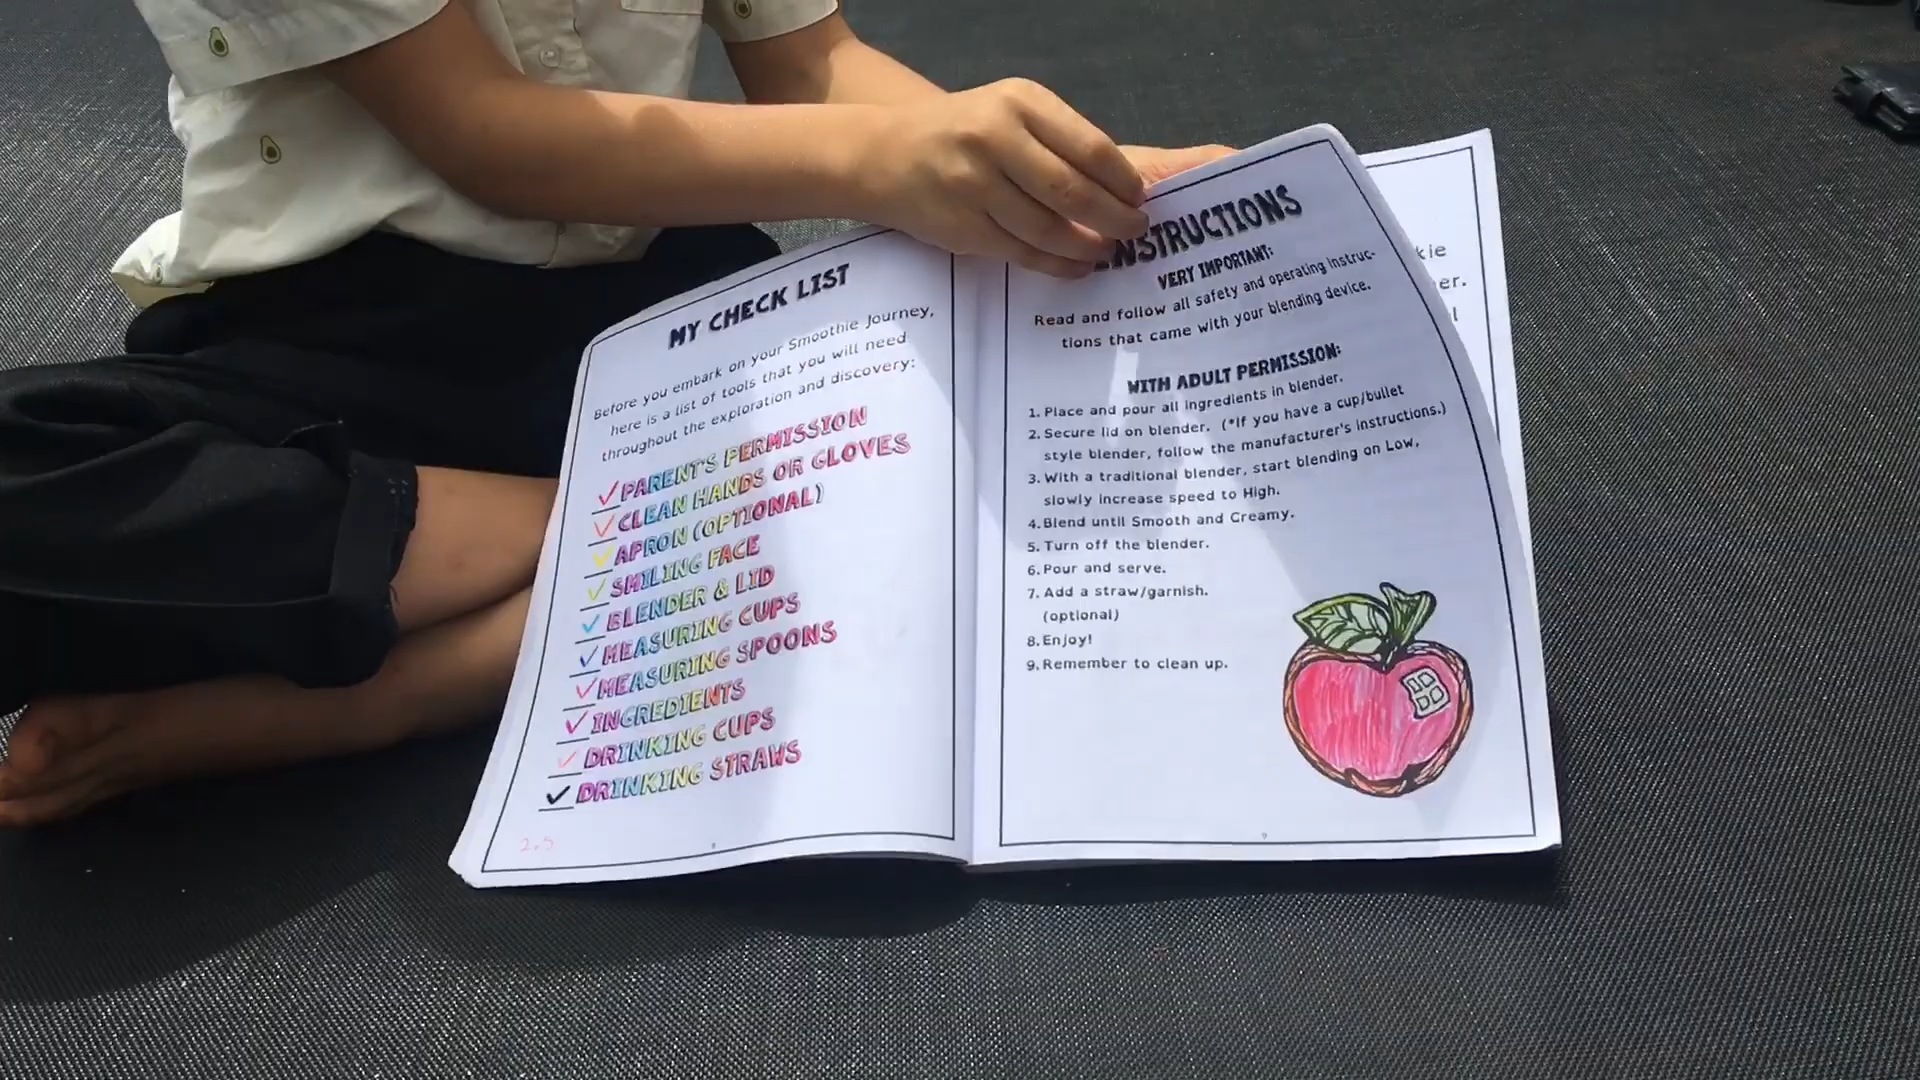 MY CHECK LIST
Before you embark on your Smoothie Journey,
here is a list of tools that you will need
throughout the exploration and discovery:
PARENT'S PERMISSION
CLEAN HANDS OR GLOVES
APRON (OPTIONAL)
SMILING FACE
BLENDER & LID
MEASURING CUPS
MEASURING SPOONS
INGREDIENTS
DRINKING CUPS
DRINKING STRAWS
8
INSTRUCTIONS
VERY IMPORTANT:
Read and follow all safety and operating instruc-
tions that came with your blending device.
WITH ADULT PERMISSION:
1. Place and pour all ingredients in blender.
2. Secure lid on blender. (*If you have a cup/bullet
style blender, follow the manufacturer's instructions.)
3. With a traditional blender, start blending on Low,
slowly increase speed to High.
4. Blend until Smooth and Creamy.
5. Turn off the blender.
6. Pour and serve.
7. Add a straw/garnish.
(optional)
8. Enjoy!
9. Remember to clean up.
9